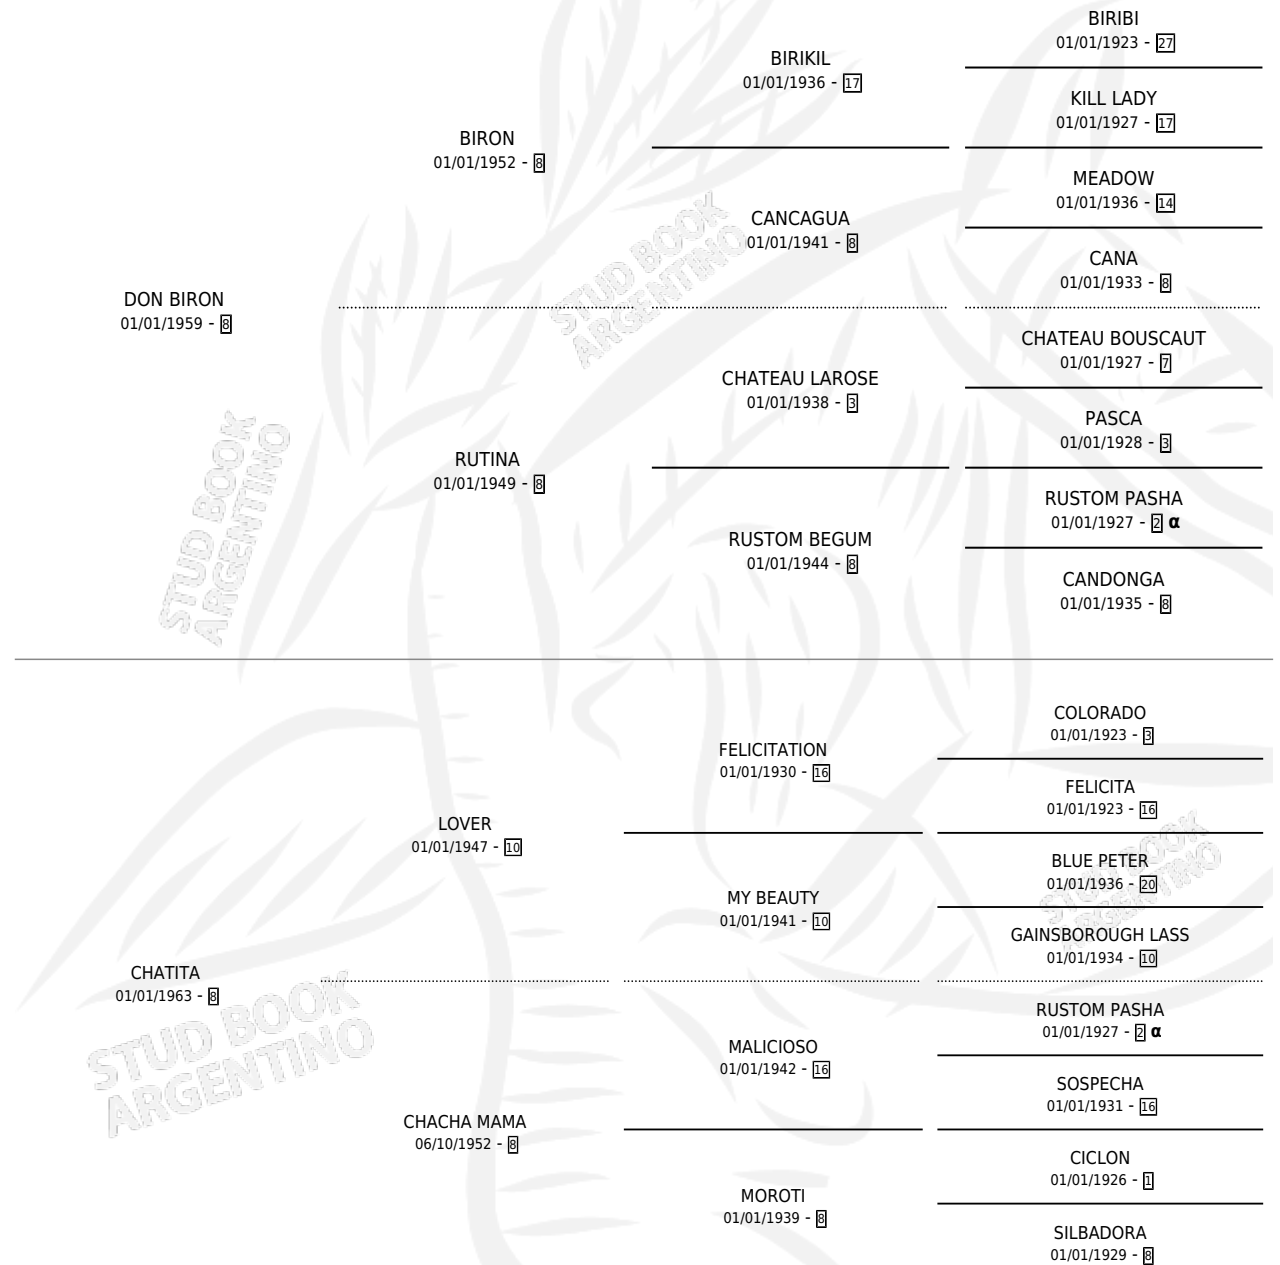 BIRIBI
01/01/1923 - 27
BIRIKIL
01/01/1936 - 17
KILL LADY
01/01/1927 - 17
BIRON
01/01/1952 - 8
MEADOW
01/01/1936 - 14
CANCAGUA
01/01/1941 - 8
CANA
01/01/1933 - 8
STUD BOOK
ARGENTINO
DON BIRON
01/01/1959 - 8
CHATEAU BOUSCAUT
01/01/1927 - 7
CHATEAU LAROSE
01/01/1938 - 3
PASCA
01/01/1928 - 3
RUTINA
01/01/1949 - 8
RUSTOM PASHA
01/01/1927 - 2 α
RUSTOM BEGUM
01/01/1944 - 8
CANDONGA
01/01/1935 - 8
STUD BOOK
ARGENTINO
COLORADO
01/01/1923 - 3
FELICITATION
01/01/1930 - 16
FELICITA
01/01/1923 - 16
LOVER
01/01/1947 - 10
BLUE PETER
01/01/1936 - 20
MY BEAUTY
01/01/1941 - 10
GAINSBOROUGH LASS
01/01/1934 - 10
STUD BOOK
ARGENTINO
CHATITA
01/01/1963 - 8
RUSTOM PASHA
01/01/1927 - 2 α
MALICIOSO
01/01/1942 - 16
SOSPECHA
01/01/1931 - 16
STUD BOOK
ARGENTINO
CHACHA MAMA
06/10/1952 - 8
CICLON
01/01/1926 - 1
MOROTI
01/01/1939 - 8
SILBADORA
01/01/1929 - 8